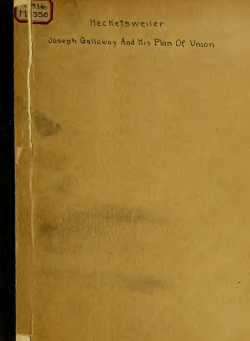 Heckelsweiler
Joseph Galloway And His Plan Of Union